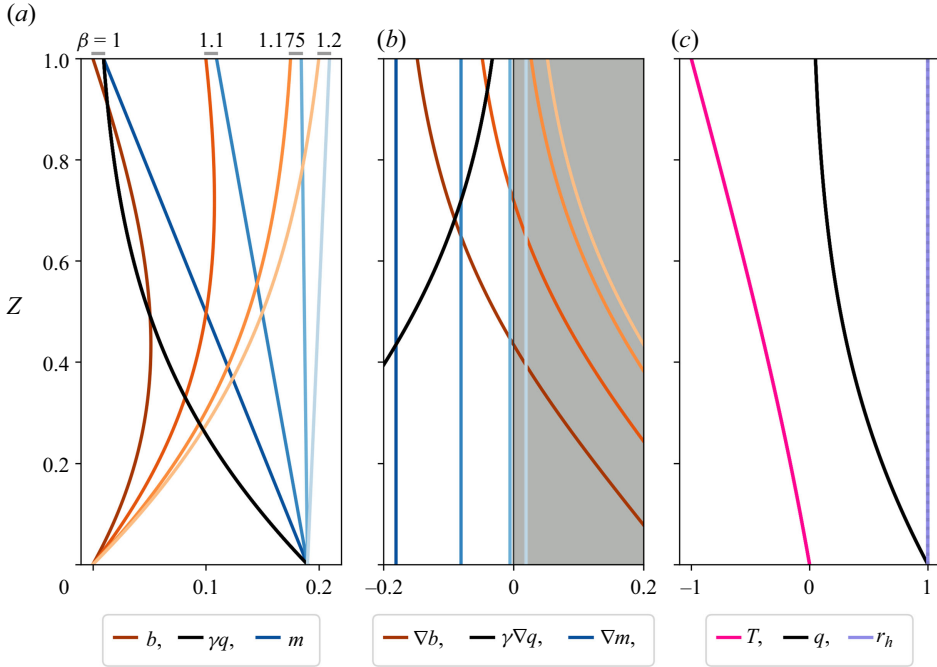 (a)
β = 1 1.1 1.175 1.2 (b) (c)
1.0
0.8
0.6
Z
0.4
0.2
0 0.1 0.2 −0.2 0 0.2 −1 0 1
b, γq, m ∇b, γ∇q, ∇m, T, q, r_h